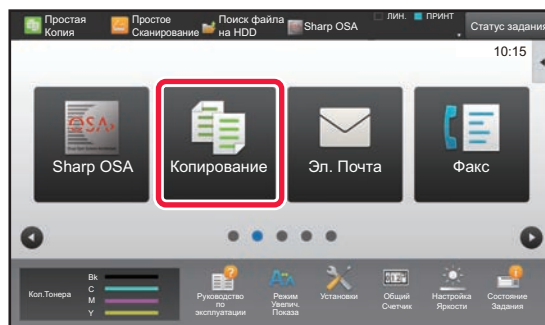 Простая
Копия
Простое
Сканирование
Поиск файла
на HDD
Sharp OSA
ЛИН.
ПРИНТ
Статус задания
10:15
OSA
Sharp OSA
Копирование
Эл. Почта
Факс
Кол.Тонера
Bk
C
M
Y
Руководство
по
эксплуатации
Режим
Увелич.
Показа
Установки
Общий
Счетчик
Настройка
Яркости
Состояние
Задания